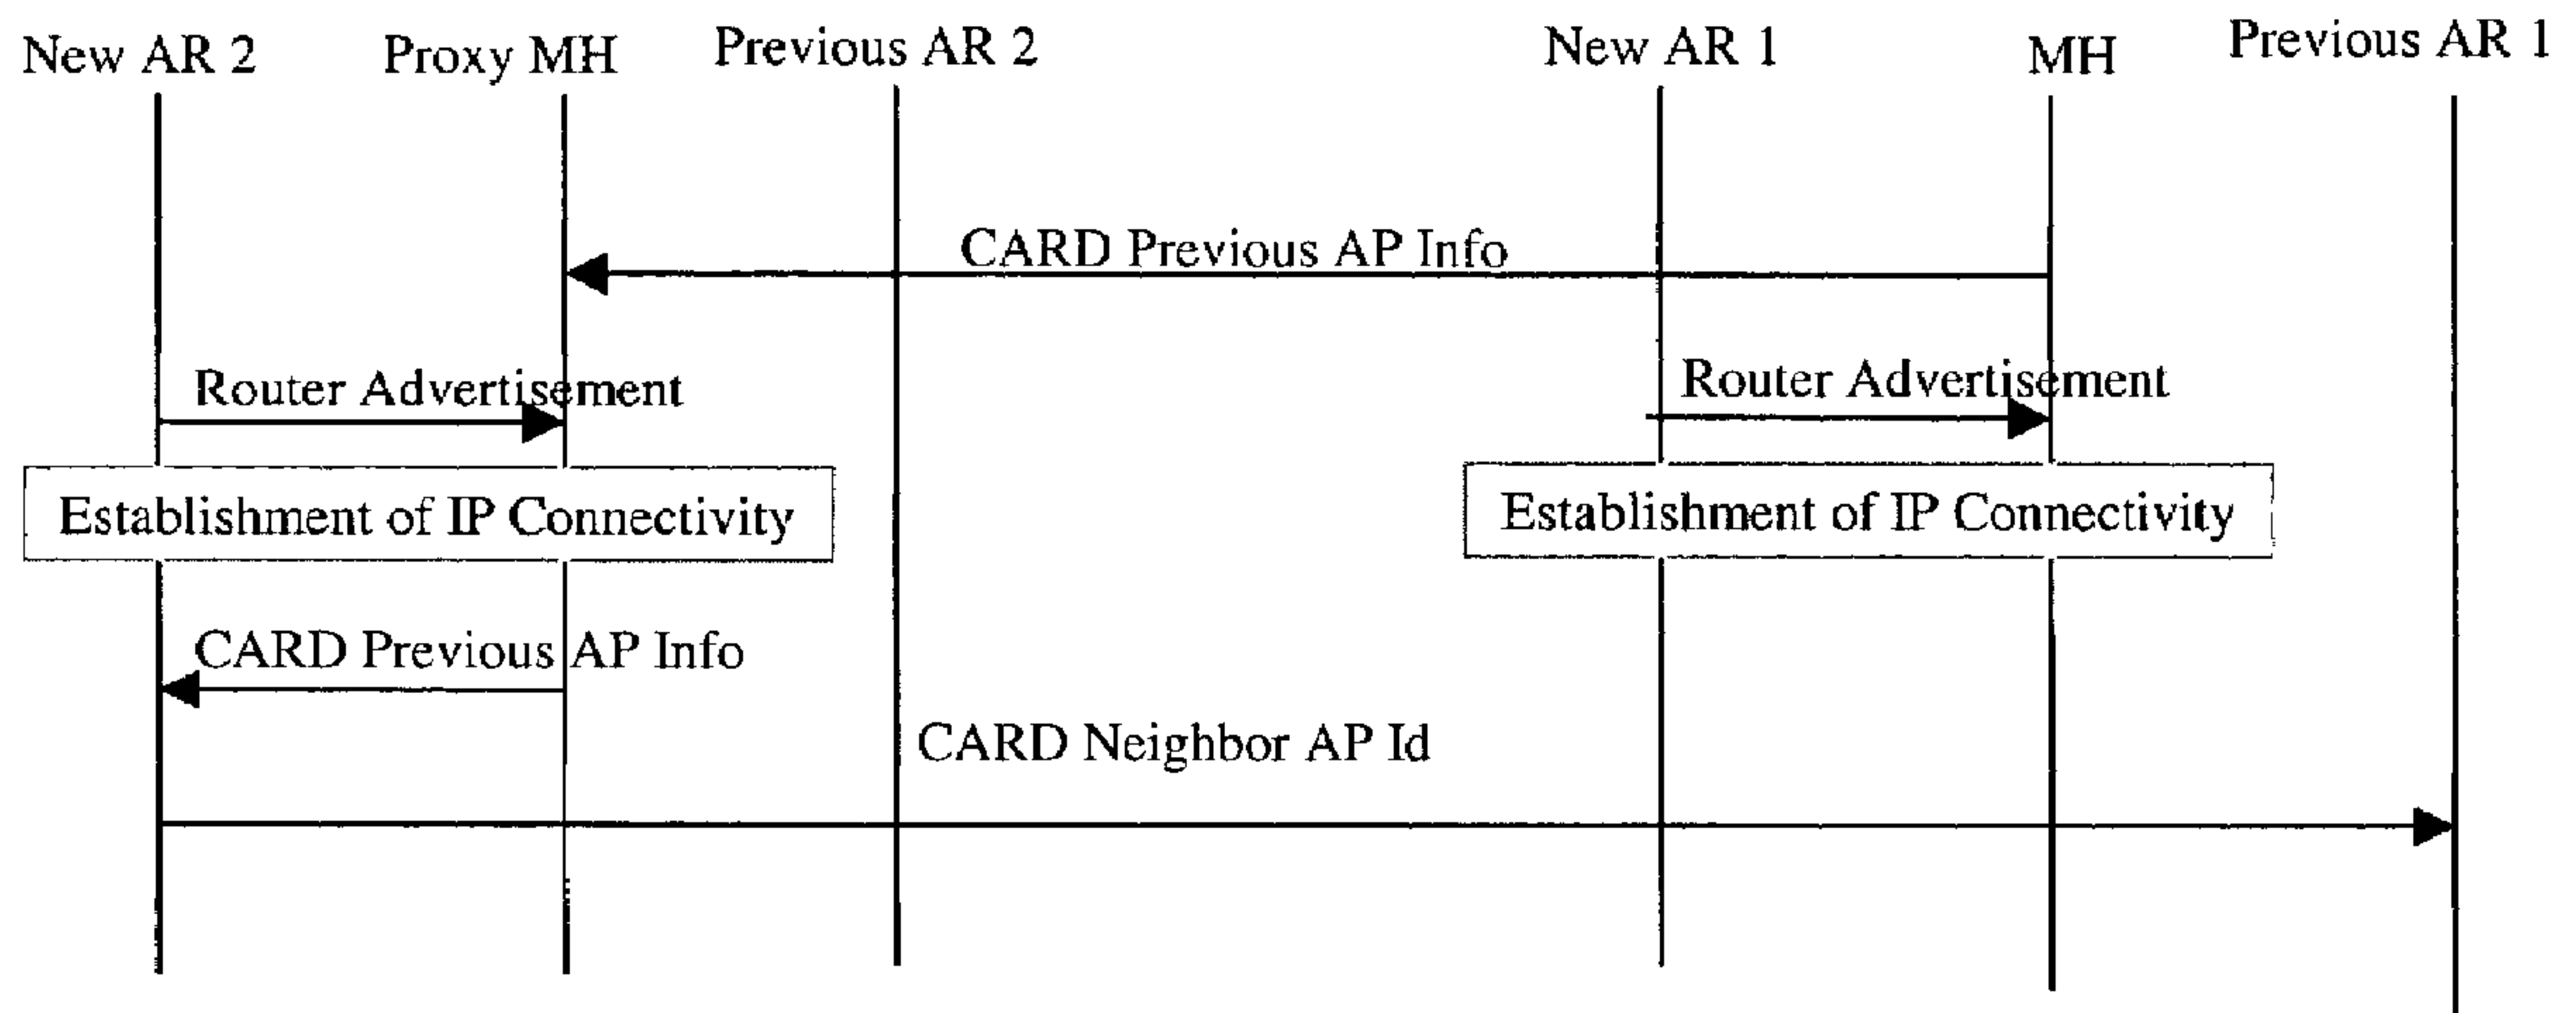 New AR 2
Proxy MH
Previous AR 2
New AR 1
MH
Previous AR 1
CARD Previous AP Info
Router Advertisement
Router Advertisement
Establishment of IP Connectivity
Establishment of IP Connectivity
CARD Previous AP Info
CARD Neighbor AP Id